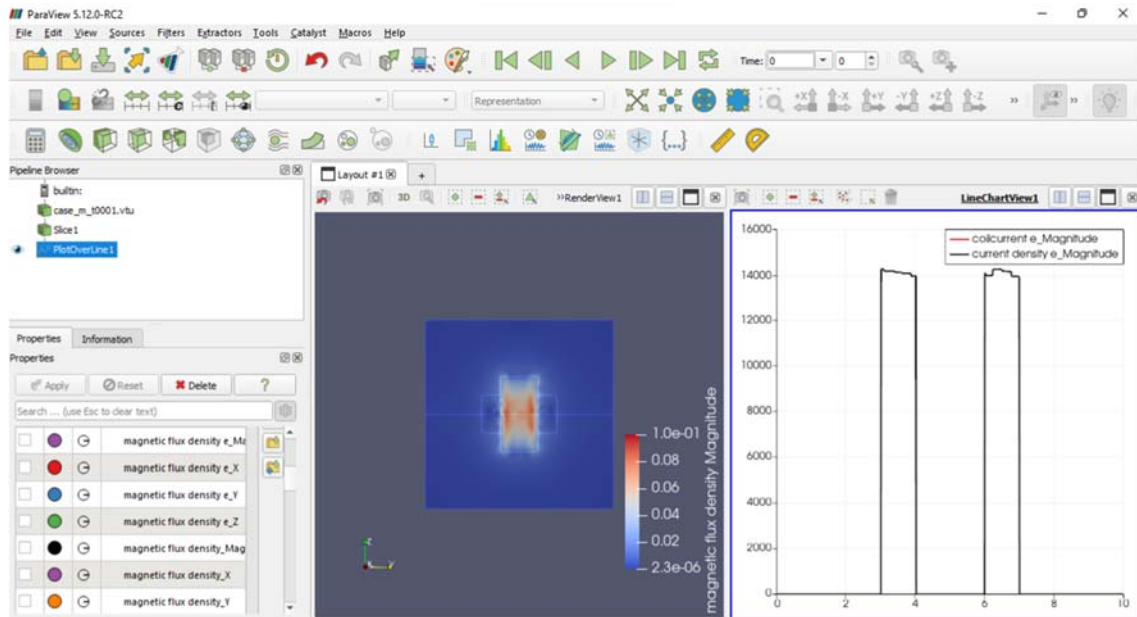 ParaView 5.12.0-RC2
File Edit View Sources Filters Extractors Tools Catalyst Macros Help
Time: 0 0
Representation
+X -X +Y -Y +Z -Z »
»
Pipeline Browser
builtin:
case_m_t0001.vtu
Slice1
PlotOverLine1
Properties Information
Properties
Apply Reset Delete ?
Search ... (use Esc to clear text)
magnetic flux density e_Ma
magnetic flux density e_X
magnetic flux density e_Y
magnetic flux density e_Z
magnetic flux density_Mag
magnetic flux density_X
magnetic flux density_Y
Layout #1 +
3D »RenderView1
1.0e-01
0.08
0.06
0.04
0.02
2.3e-06
magnetic flux density Magnitude
LineChartView1
coilcurrent e_Magnitude
current density e_Magnitude
16000
14000
12000
10000
8000
6000
4000
2000
0
0 2 4 6 8 10